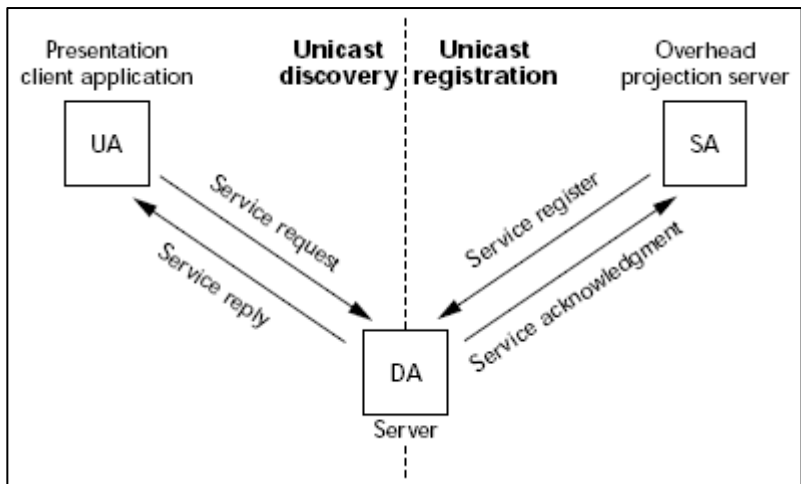 Presentation
client application
Unicast
discovery
Unicast
registration
Overhead
projection server
UA
SA
Service request
Service reply
Service register
Service acknowledgment
DA
Server